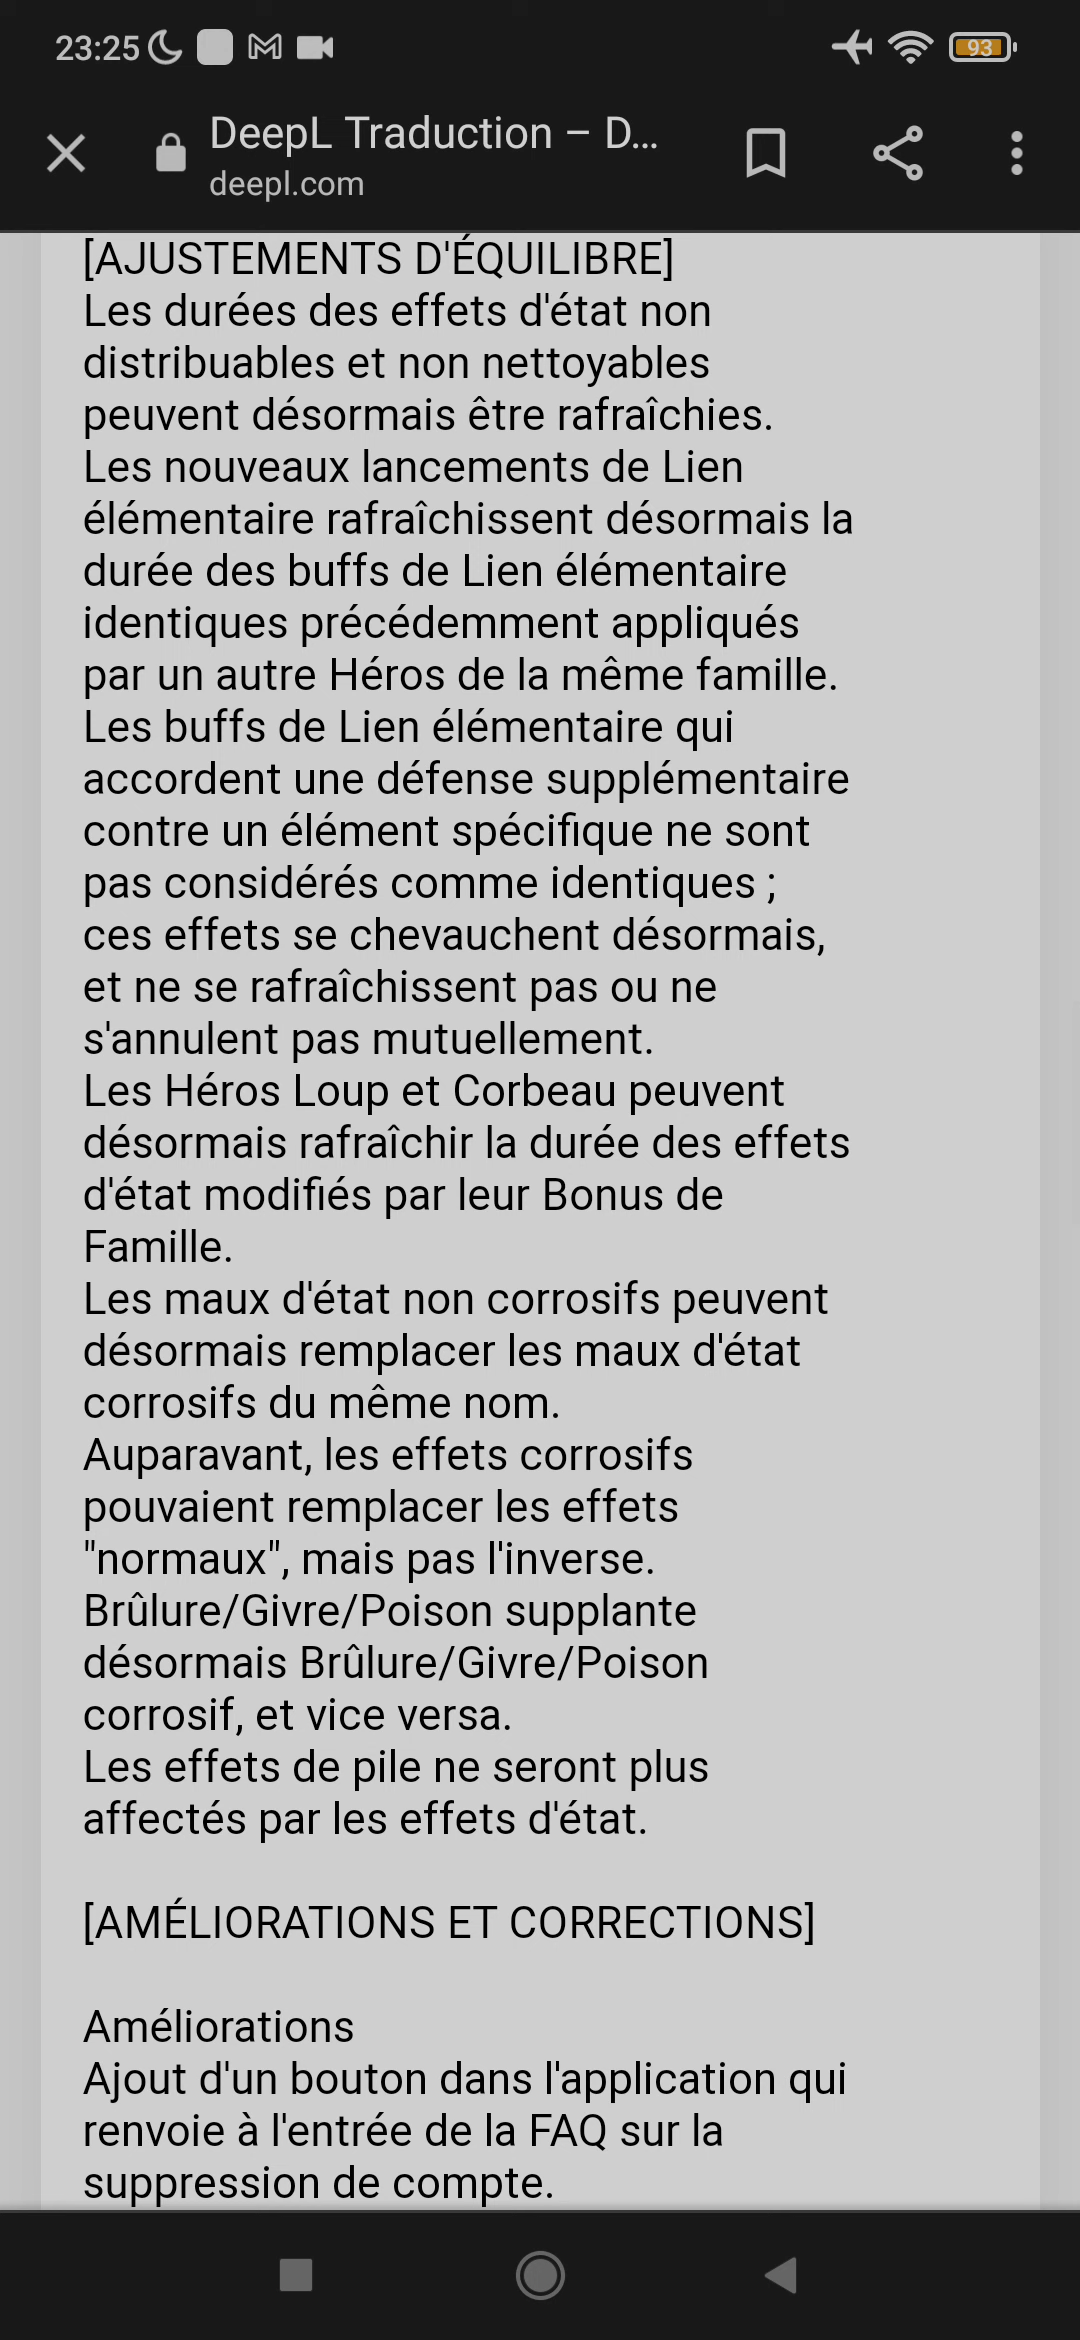 23:25
93
DeepL Traduction – D...
deepl.com
[AJUSTEMENTS D'ÉQUILIBRE]
Les durées des effets d'état non
distribuables et non nettoyables
peuvent désormais être rafraîchies.
Les nouveaux lancements de Lien
élémentaire rafraîchissent désormais la
durée des buffs de Lien élémentaire
identiques précédemment appliqués
par un autre Héros de la même famille.
Les buffs de Lien élémentaire qui
accordent une défense supplémentaire
contre un élément spécifique ne sont
pas considérés comme identiques ;
ces effets se chevauchent désormais,
et ne se rafraîchissent pas ou ne
s'annulent pas mutuellement.
Les Héros Loup et Corbeau peuvent
désormais rafraîchir la durée des effets
d'état modifiés par leur Bonus de
Famille.
Les maux d'état non corrosifs peuvent
désormais remplacer les maux d'état
corrosifs du même nom.
Auparavant, les effets corrosifs
pouvaient remplacer les effets
"normaux", mais pas l'inverse.
Brûlure/Givre/Poison supplante
désormais Brûlure/Givre/Poison
corrosif, et vice versa.
Les effets de pile ne seront plus
affectés par les effets d'état.
[AMÉLIORATIONS ET CORRECTIONS]
Améliorations
Ajout d'un bouton dans l'application qui
renvoie à l'entrée de la FAQ sur la
suppression de compte.